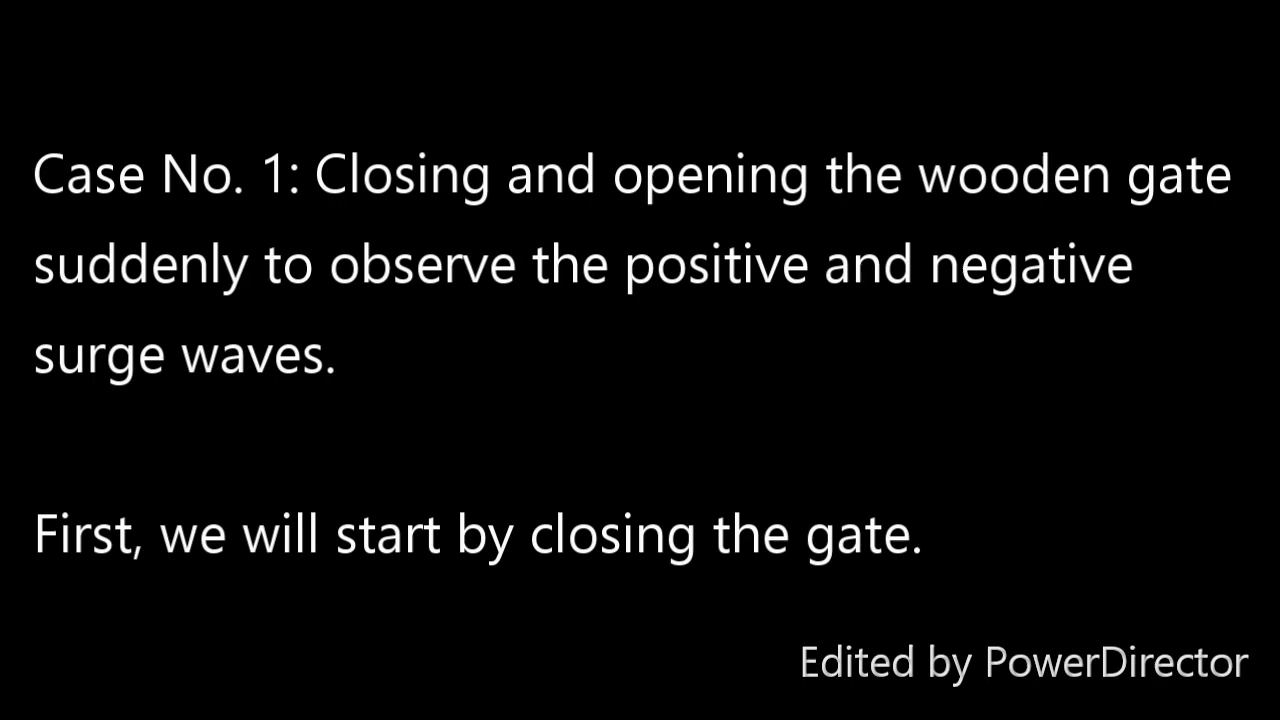 Case No. 1: Closing and opening the wooden gate
suddenly to observe the positive and negative
surge waves.
First, we will start by closing the gate.
Edited by PowerDirector